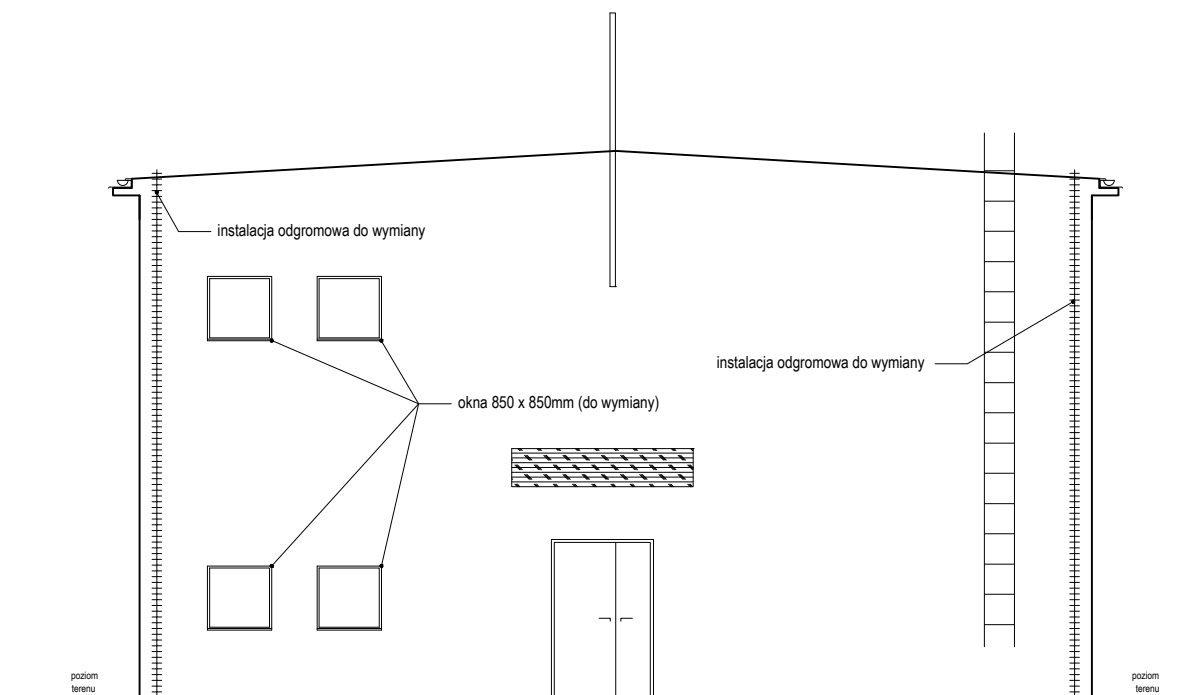 instalacja odgromowa do wymiany
instalacja odgromowa do wymiany
okna 850 x 850mm (do wymiany)
poziom
terenu
poziom
terenu